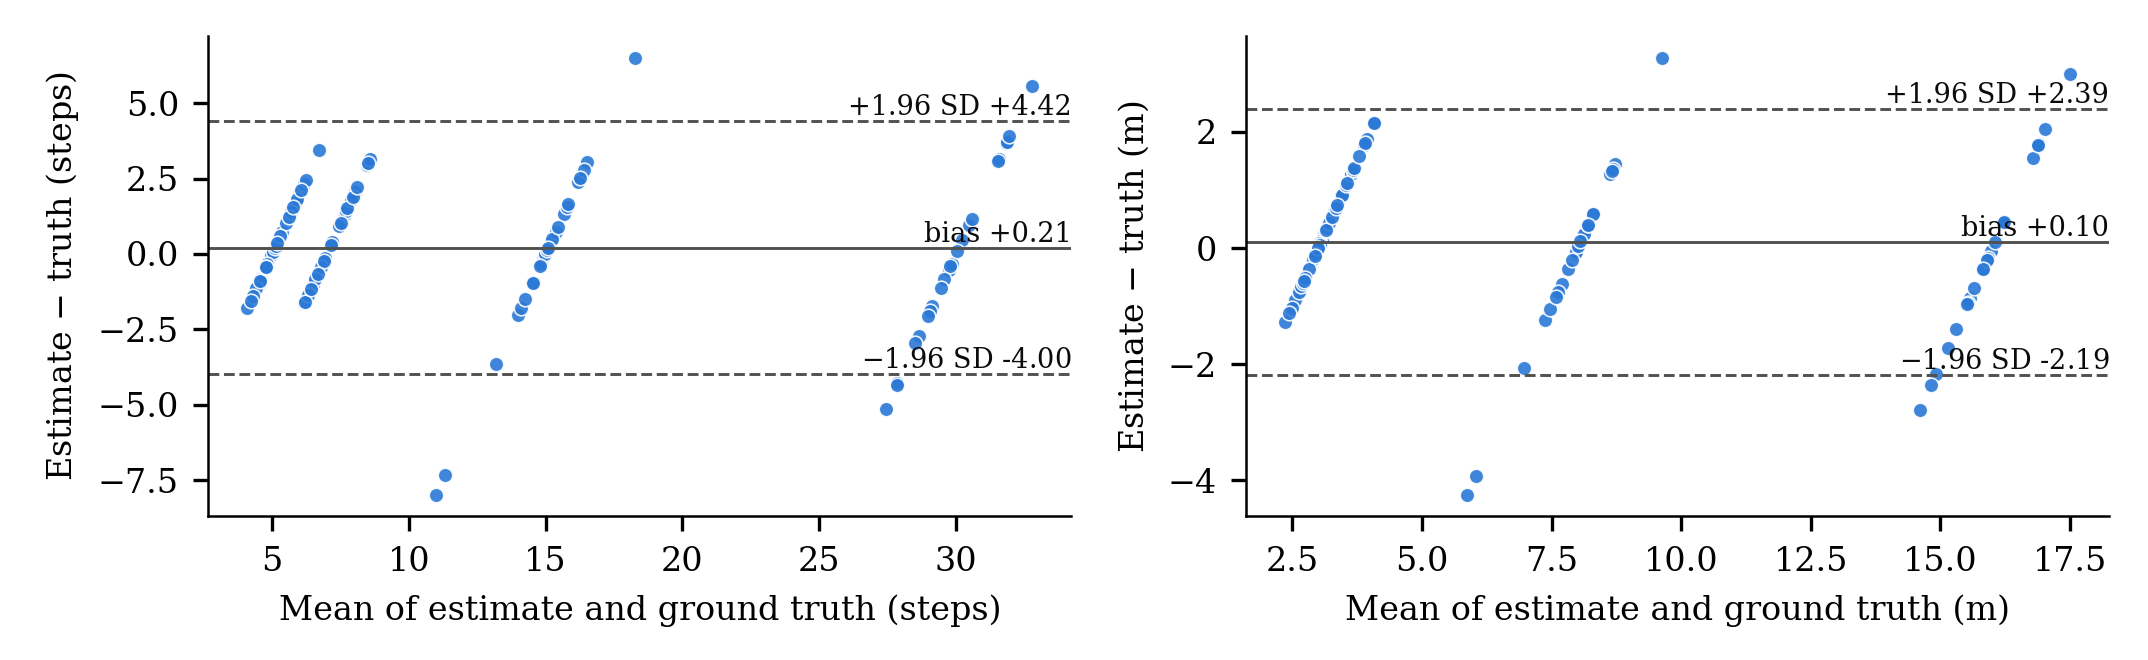 5.0
2.5
0.0
−2.5
−5.0
−7.5
Estimate − truth (steps)
+1.96 SD +4.42
bias +0.21
−1.96 SD -4.00
5 10 15 20 25 30
Mean of estimate and ground truth (steps)
2
0
−2
−4
Estimate − truth (m)
+1.96 SD +2.39
bias +0.10
−1.96 SD -2.19
2.5 5.0 7.5 10.0 12.5 15.0 17.5
Mean of estimate and ground truth (m)